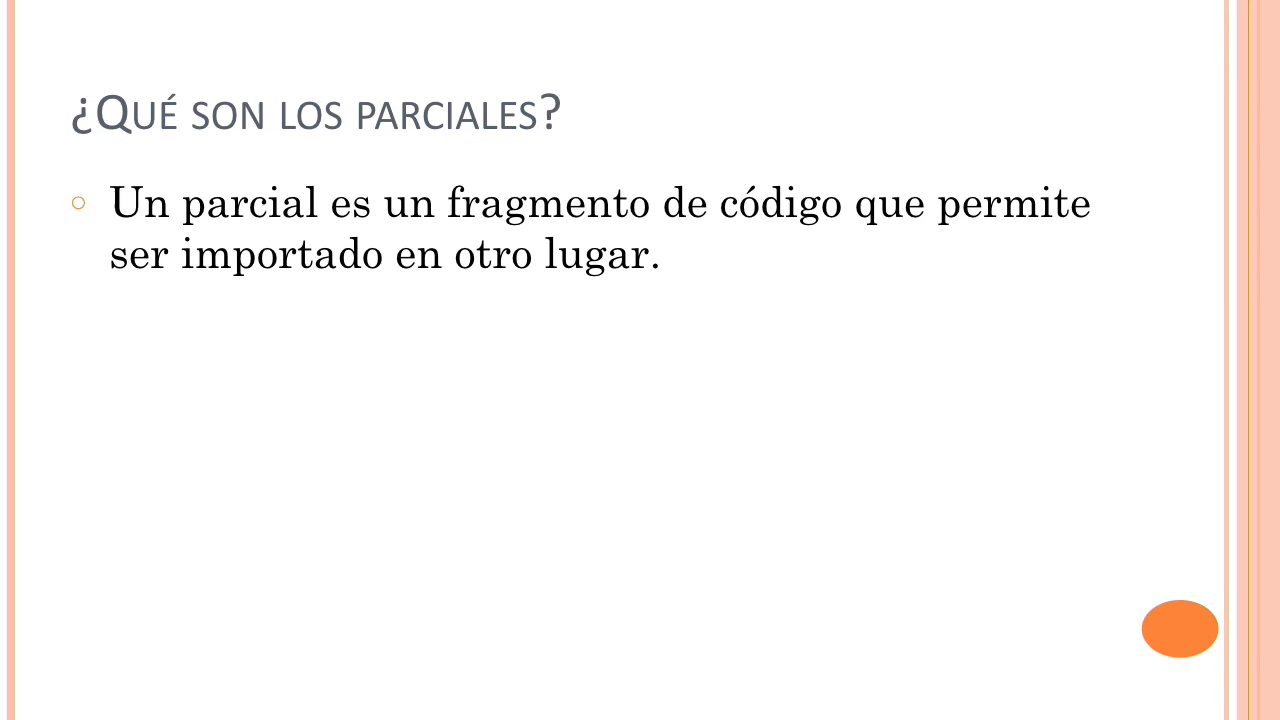 ¿Qué son los parciales?
Un parcial es un fragmento de código que permite
ser importado en otro lugar.